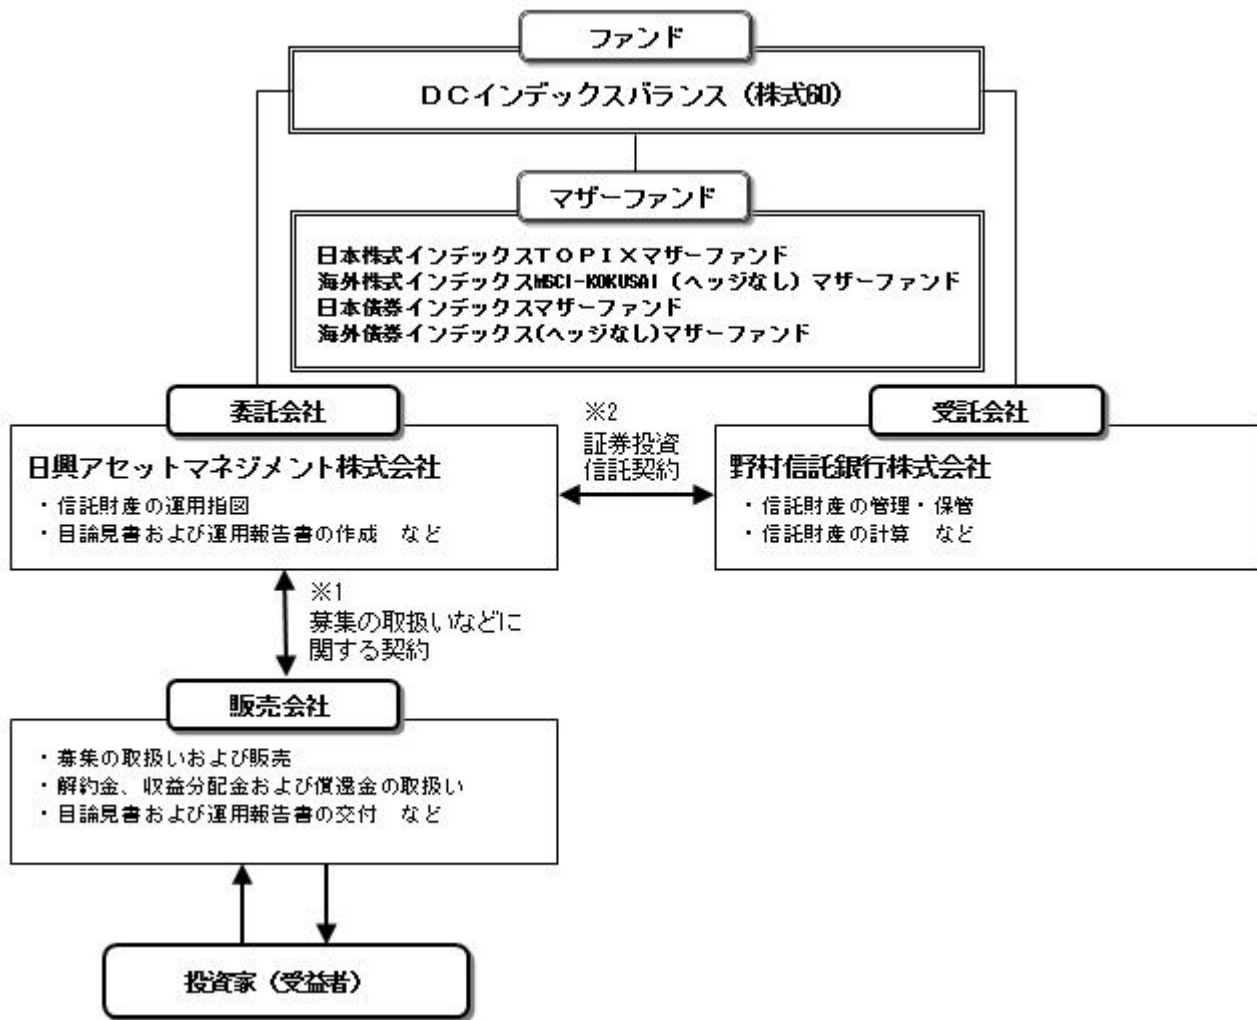 ファンド
DCインデックスバランス（株式60）
マザーファンド
日本株式インデックスTOPIXマザーファンド
海外株式インデックスMSCI-KOKUSAI（ヘッジなし）マザーファンド
日本債券インデックスマザーファンド
海外債券インデックス(ヘッジなし)マザーファンド
委託会社
日興アセットマネジメント株式会社
・信託財産の運用指図
・目論見書および運用報告書の作成　など
※2
証券投資
信託契約
受託会社
野村信託銀行株式会社
・信託財産の管理・保管
・信託財産の計算　など
※1
募集の取扱いなどに
関する契約
販売会社
・募集の取扱いおよび販売
・解約金、収益分配金および償還金の取扱い
・目論見書および運用報告書の交付　など
投資家（受益者）